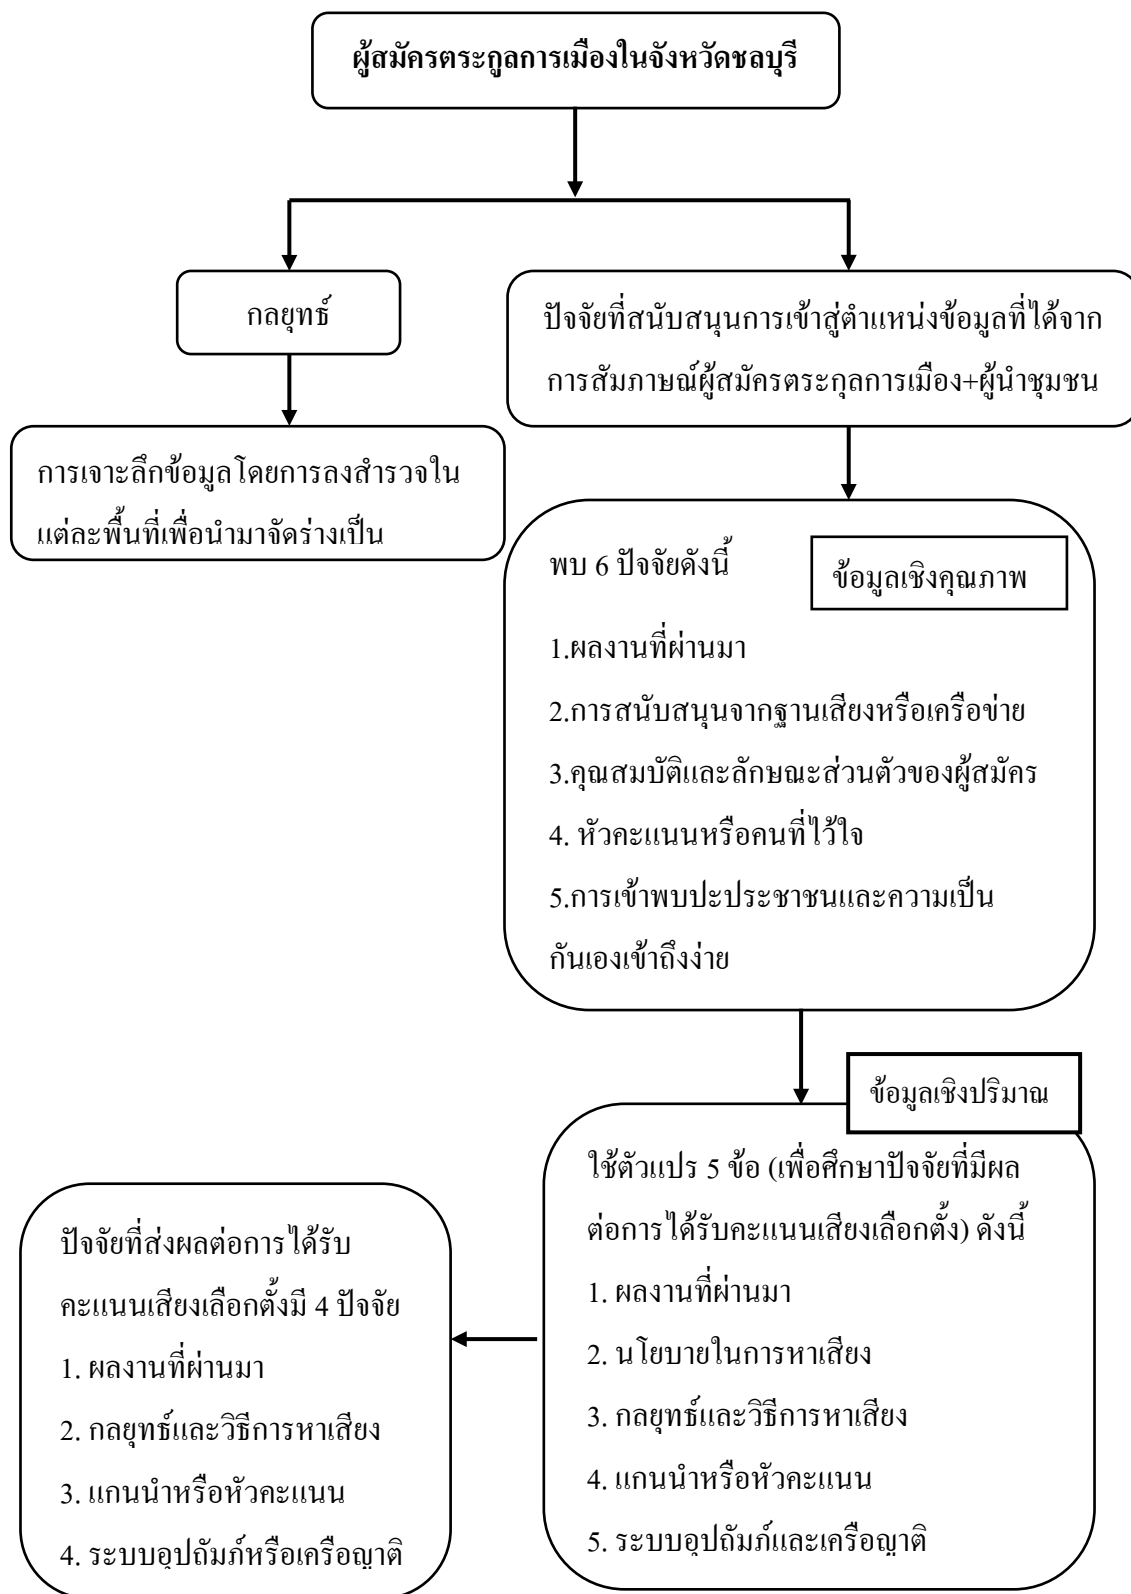 ผู้สมัครตระกูลการเมืองในจังหวัดชลบุรี
กลยุทธ์
ปัจจัยที่สนับสนุนการเข้าสู่ตำแหน่งข้อมูลที่ได้จาก
การสัมภาษณ์ผู้สมัครตระกุลการเมือง+ผู้นำชุมชน
การเจาะลึกข้อมูลโดยการลงสำรวจใน
แต่ละพื้นที่เพื่อนำมาจัดร่างเป็น
พบ 6 ปัจจัยดังนี้
ข้อมูลเชิงคุณภาพ
1.ผลงานที่ผ่านมา
2.การสนับสนุนจากฐานเสียงหรือเครือข่าย
3.คุณสมบัติและลักษณะส่วนตัวของผู้สมัคร
4. หัวคะแนนหรือคนที่ไว้ใจ
5.การเข้าพบปะประชาชนและความเป็น
กันเองเข้าถึงง่าย
ข้อมูลเชิงปริมาณ
ใช้ตัวแปร 5 ข้อ (เพื่อศึกษาปัจจัยที่มีผล
ต่อการได้รับคะแนนเสียงเลือกตั้ง) ดังนี้
1. ผลงานที่ผ่านมา
2. นโยบายในการหาเสียง
3. กลยุทธ์และวิธีการหาเสียง
4. แกนนำหรือหัวคะแนน
5. ระบบอุปถัมภ์และเครือญาติ
ปัจจัยที่ส่งผลต่อการได้รับ
คะแนนเสียงเลือกตั้งมี 4 ปัจจัย
1. ผลงานที่ผ่านมา
2. กลยุทธ์และวิธีการหาเสียง
3. แกนนำหรือหัวคะแนน
4. ระบบอุปถัมภ์หรือเครือญาติ